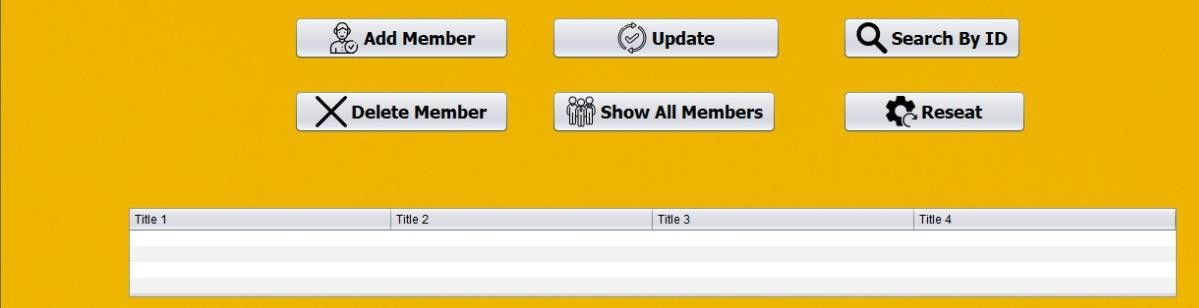 Add Member
Update
Search By ID
Delete Member
Show All Members
Reseat
Title 1
Title 2
Title 3
Title 4